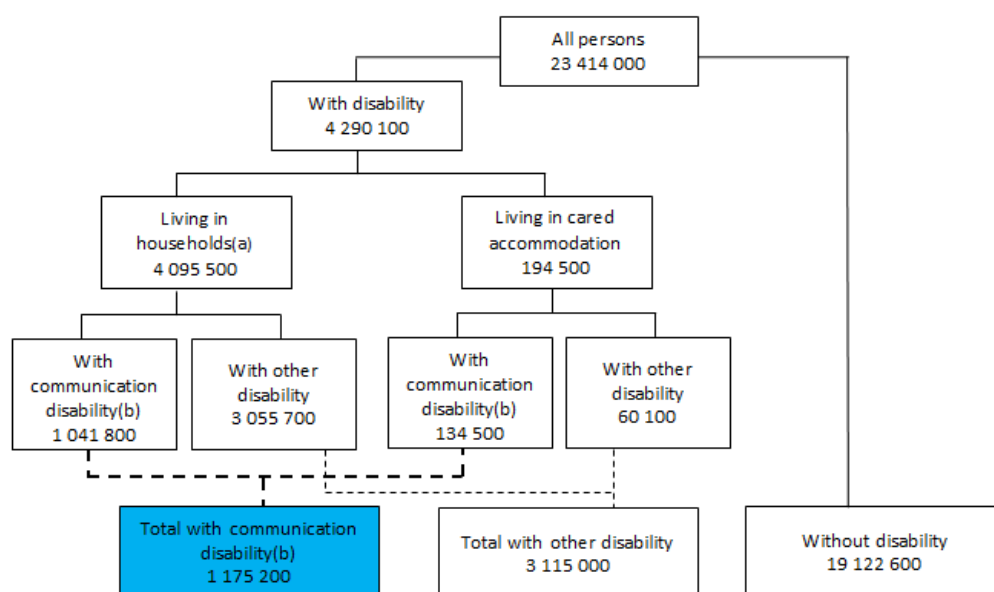 All persons
23 414 000
With disability
4 290 100
Living in
households(a)
4 095 500
Living in cared
accommodation
194 500
With
communication
disability(b)
1 041 800
With other
disability
3 055 700
With
communication
disability(b)
134 500
With other
disability
60 100
Total with communication
disability(b)
1 175 200
Total with other disability
3 115 000
Without disability
19 122 600